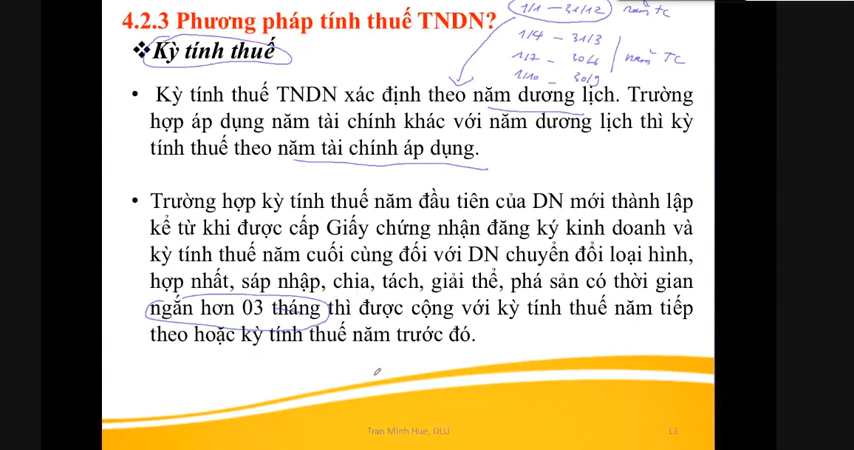 4.2.3 Phương pháp tính thuế TNDN?
1/1 – 31/12 năm TC
❖Kỳ tính thuế
1/4 – 31/3
1/7 – 30/6 năm TC
1/10 – 30/9
• Kỳ tính thuế TNDN xác định theo năm dương lịch. Trường
hợp áp dụng năm tài chính khác với năm dương lịch thì kỳ
tính thuế theo năm tài chính áp dụng.
• Trường hợp kỳ tính thuế năm đầu tiên của DN mới thành lập
kể từ khi được cấp Giấy chứng nhận đăng ký kinh doanh và
kỳ tính thuế năm cuối cùng đối với DN chuyển đổi loại hình,
hợp nhất, sáp nhập, chia, tách, giải thể, phá sản có thời gian
ngắn hơn 03 tháng thì được cộng với kỳ tính thuế năm tiếp
theo hoặc kỳ tính thuế năm trước đó.
Tran Minh Hue, DLU
13